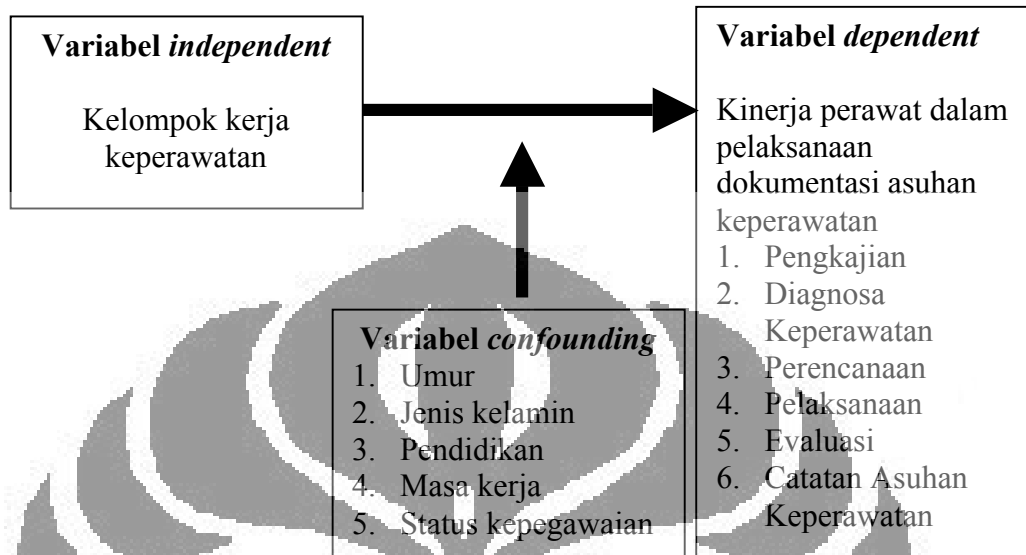 Variabel independent
Kelompok kerja
keperawatan
Variabel dependent
Kinerja perawat dalam
pelaksanaan
dokumentasi asuhan
keperawatan
1. Pengkajian
2. Diagnosa
Keperawatan
3. Perencanaan
4. Pelaksanaan
5. Evaluasi
6. Catatan Asuhan
Keperawatan
Variabel confounding
1. Umur
2. Jenis kelamin
3. Pendidikan
4. Masa kerja
5. Status kepegawaian